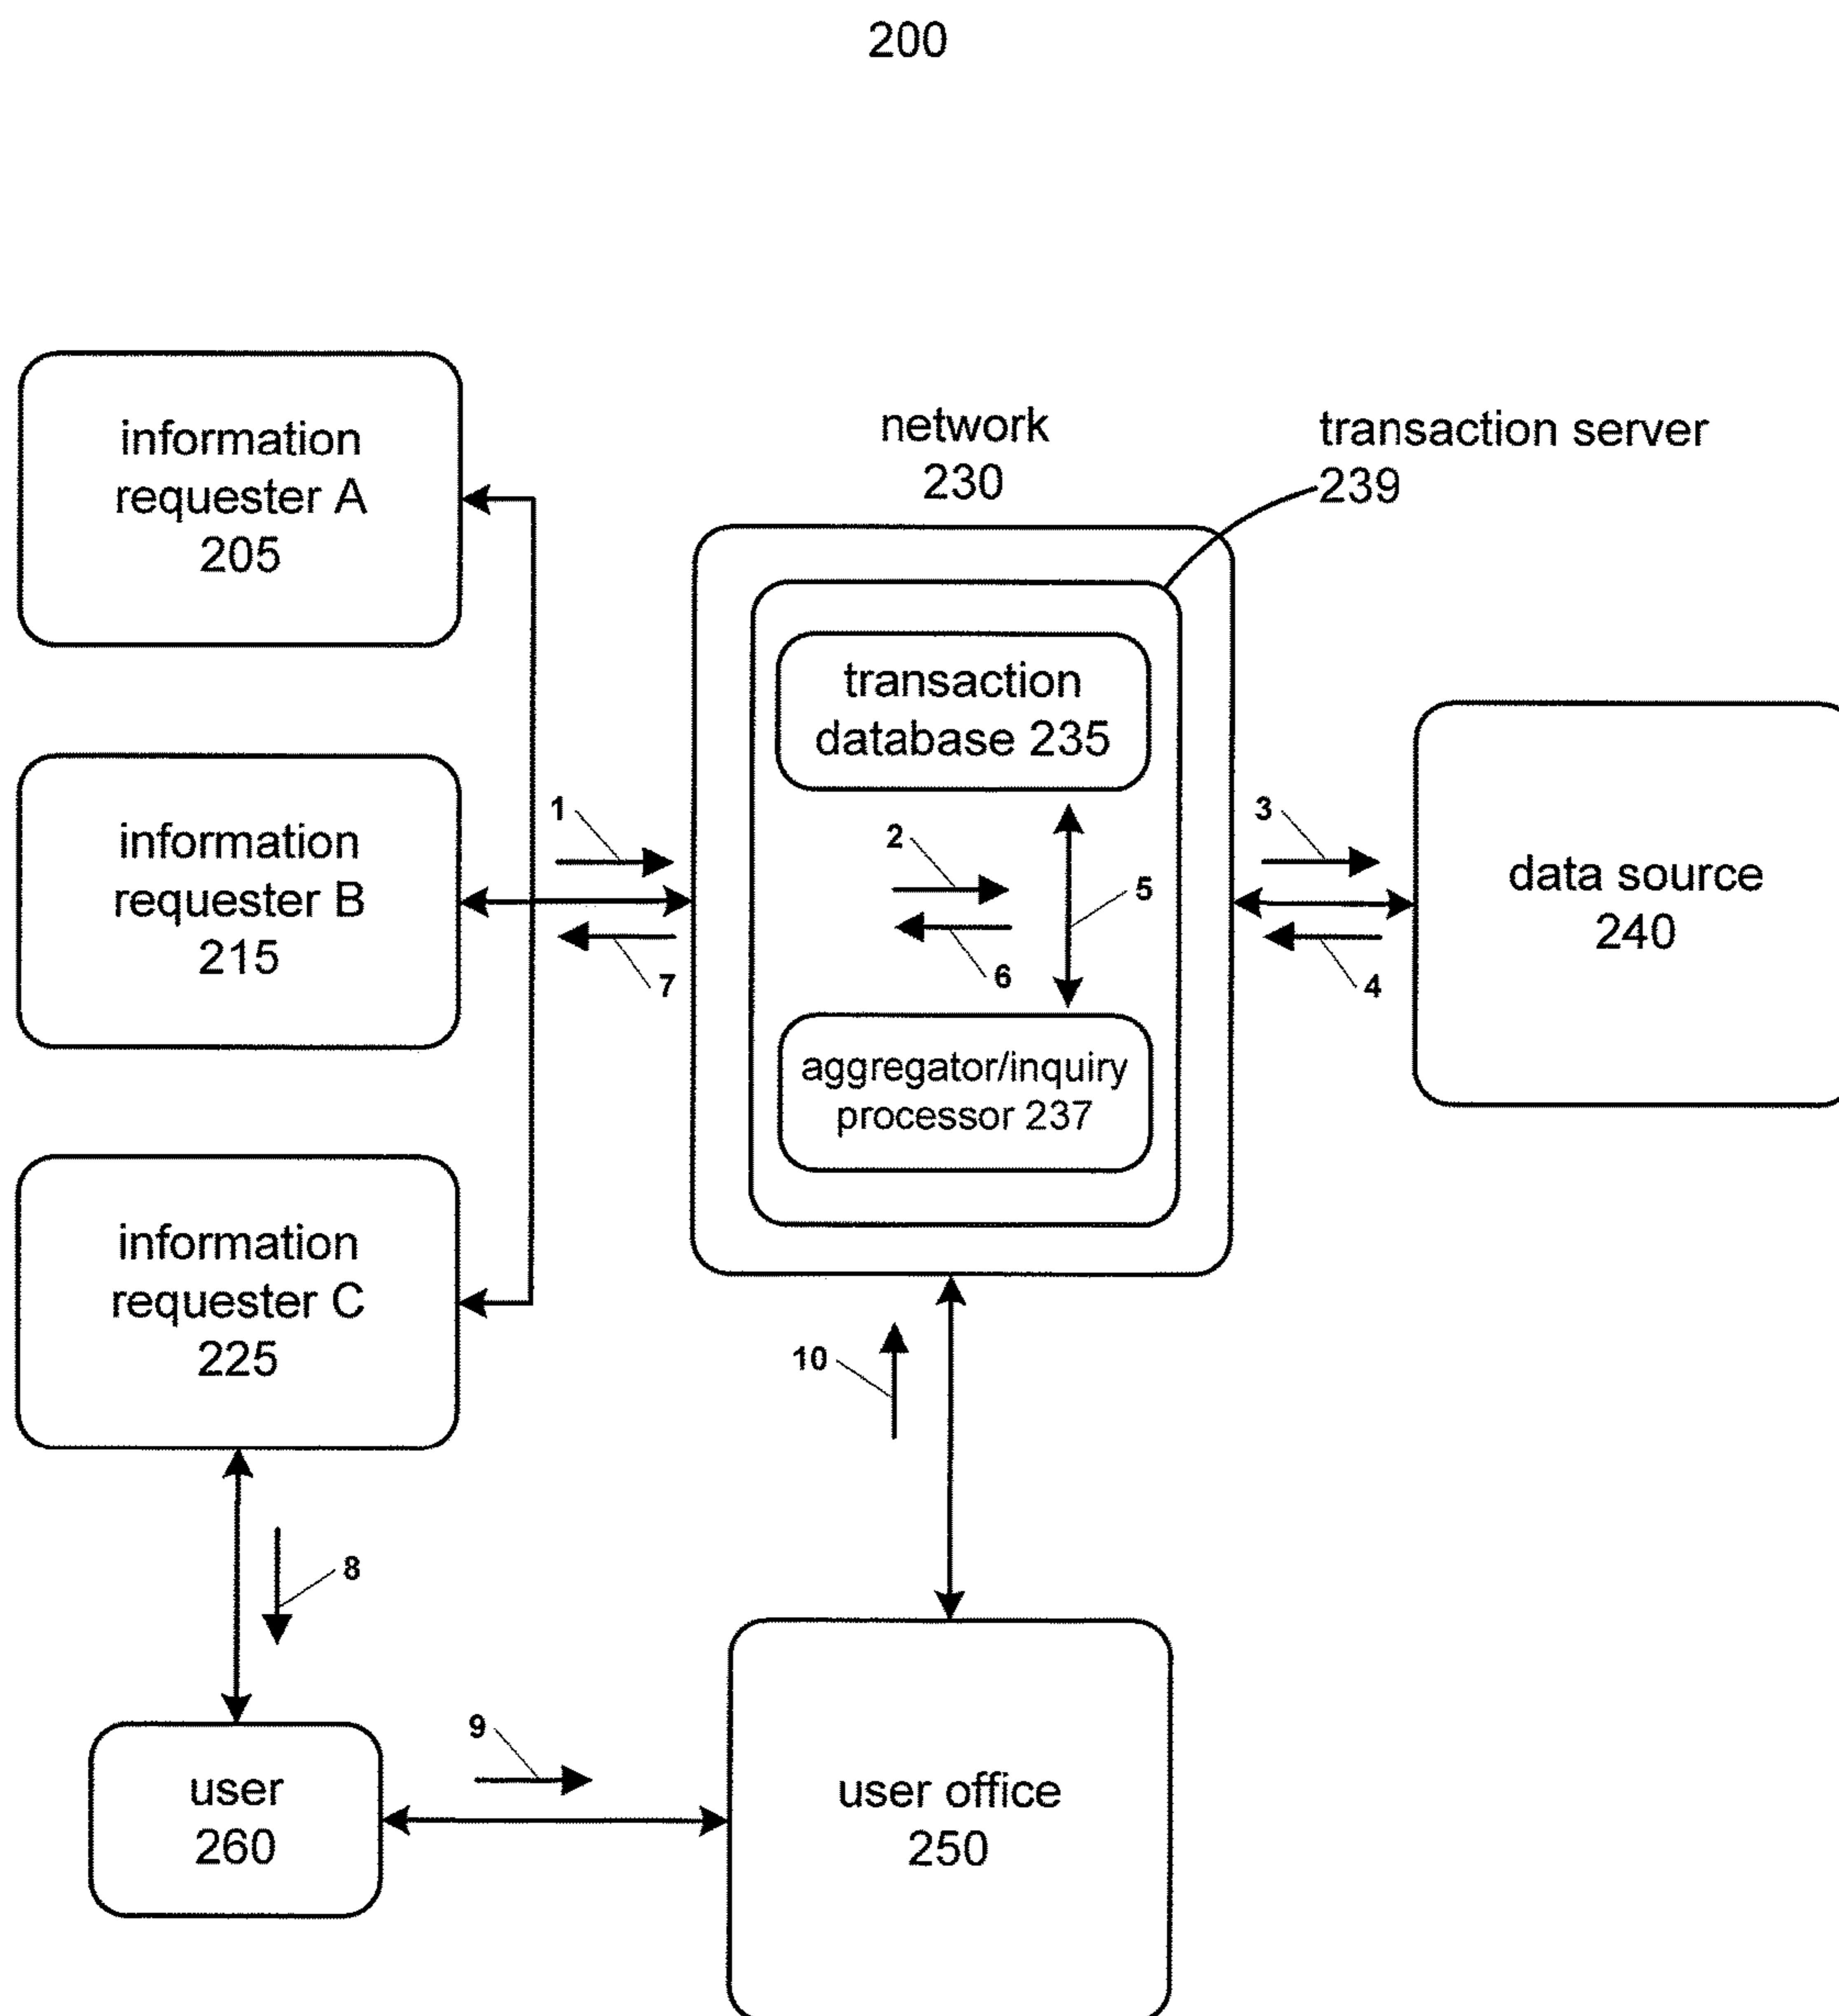 200
information
requester A
205
network
230
transaction server
239
transaction
database 235
information
requester B
215
1
2
3
5
data source
240
7
6
4
aggregator/inquiry
processor 237
information
requester C
225
10
8
9
user
260
user office
250